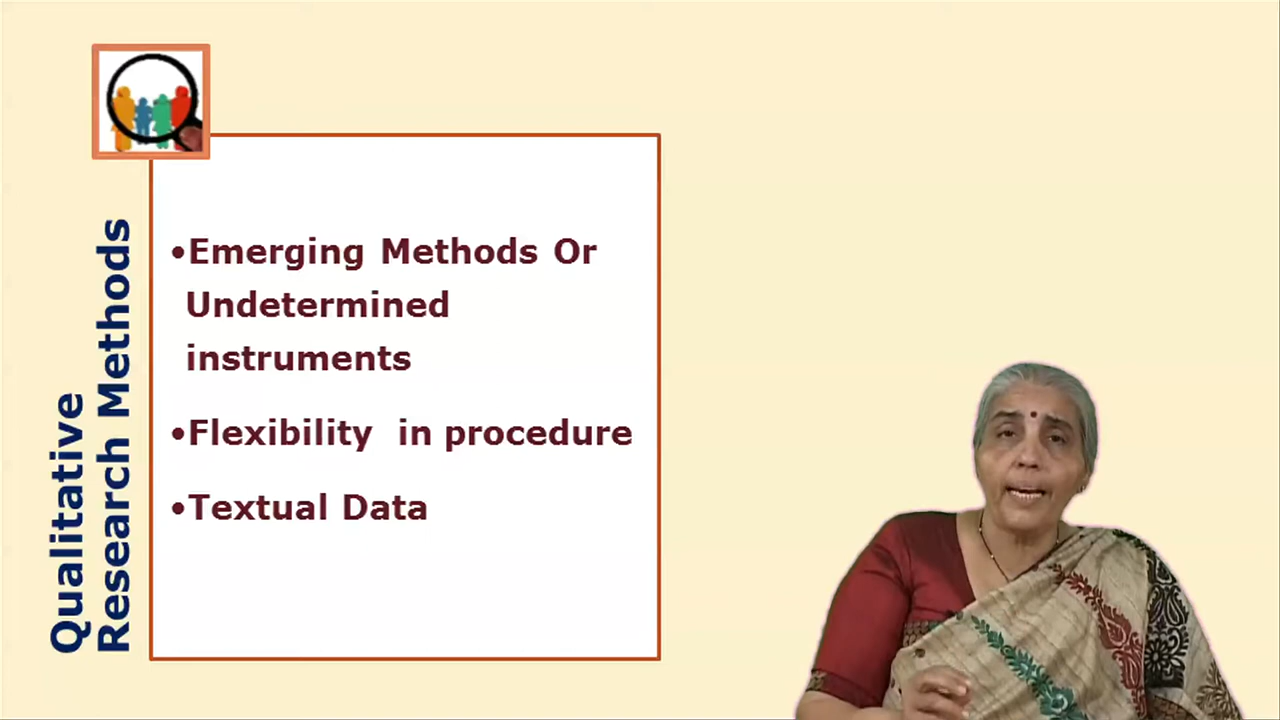 Qualitative
Research Methods
•Emerging Methods Or
Undetermined
instruments
•Flexibility in procedure
•Textual Data